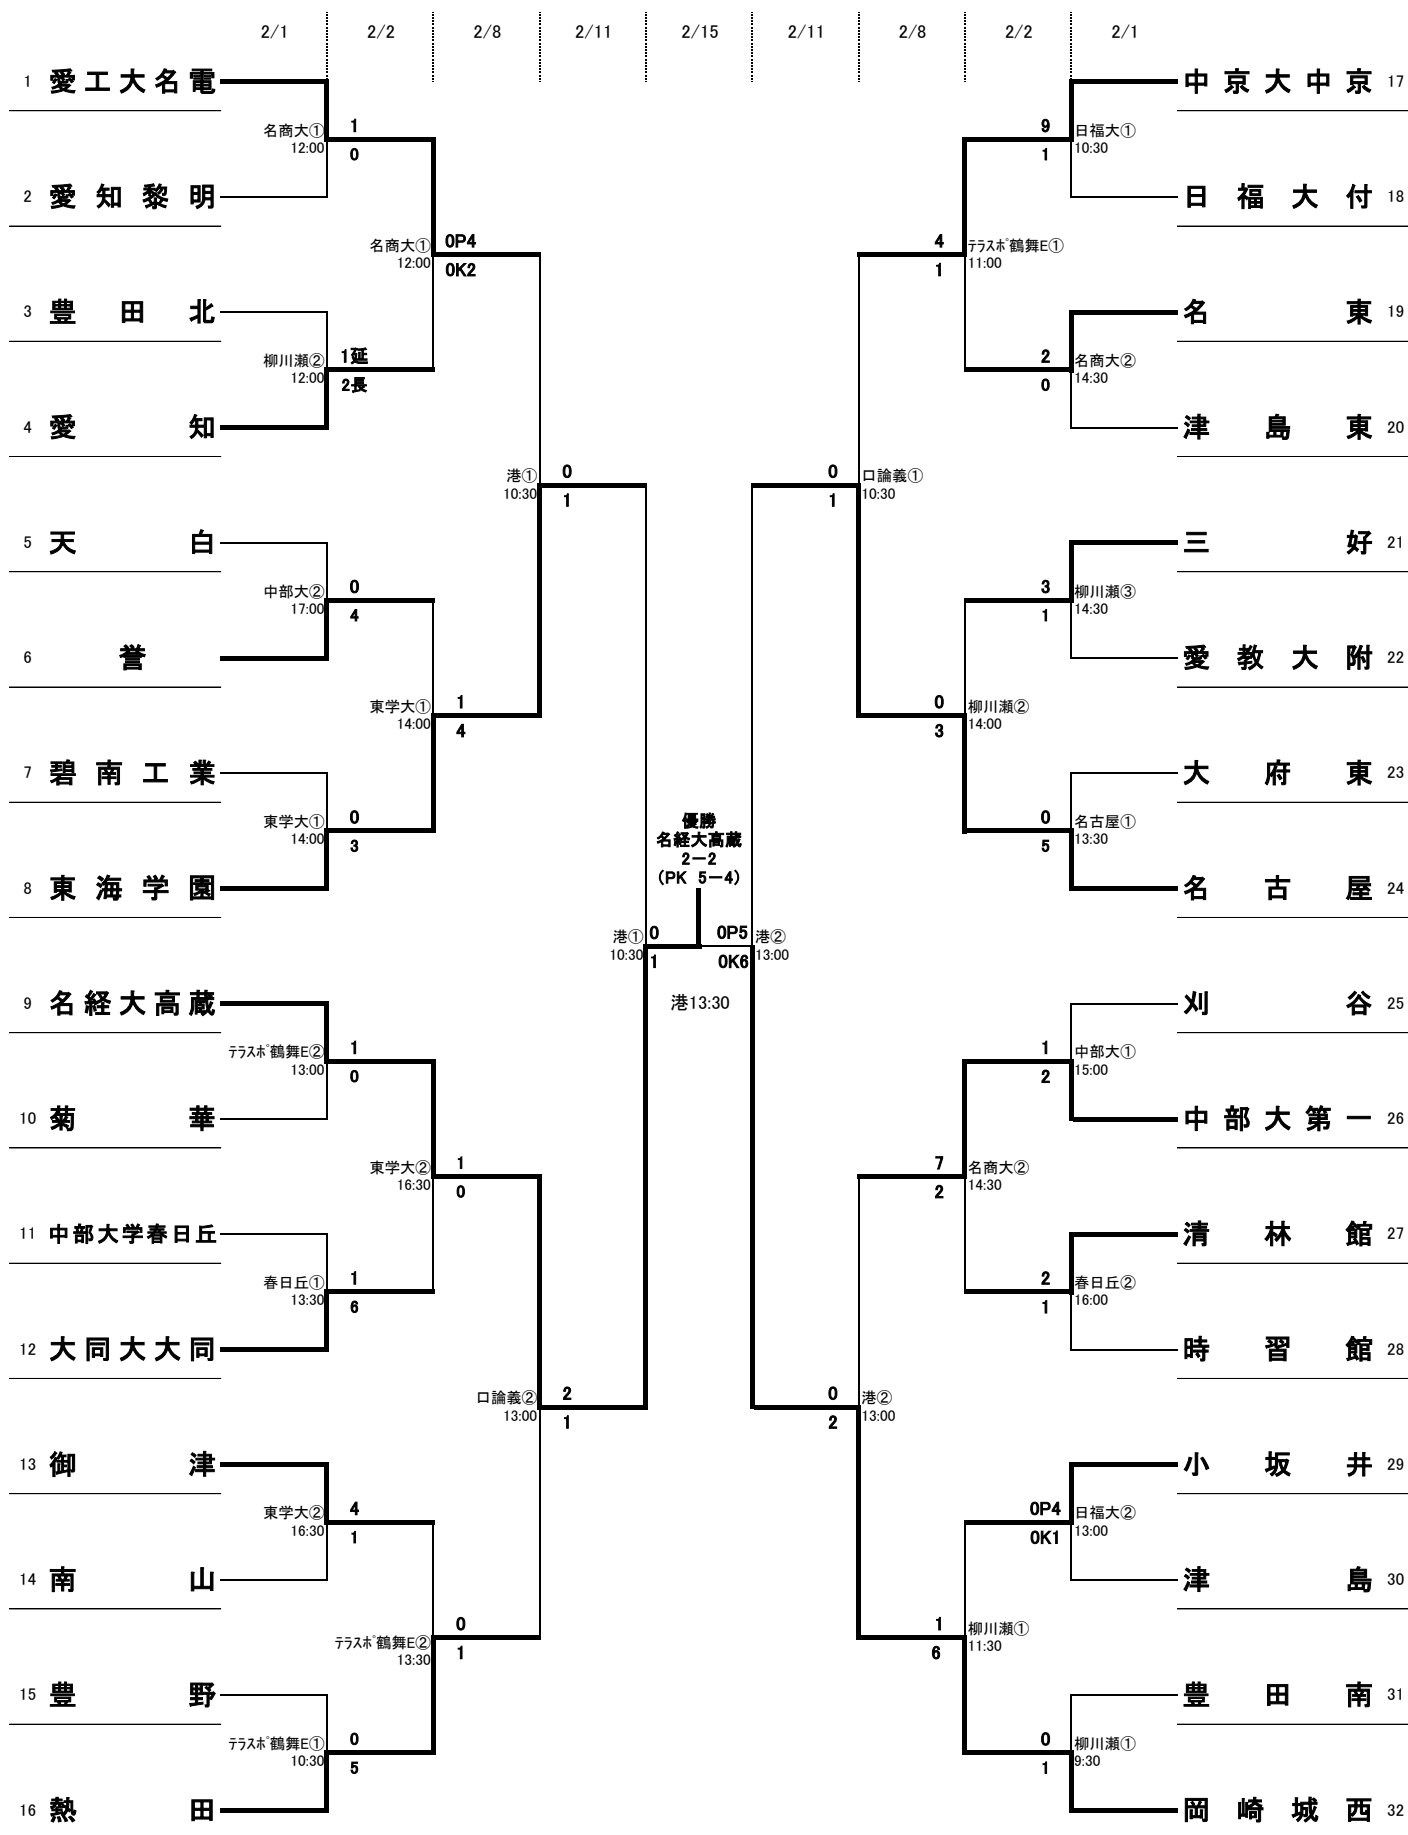 2/1 2/2 2/8 2/11 2/15 2/11 2/8 2/2 2/1
1 愛工大名電
名商大① 12:00 1 0
2 愛知黎明
名商大① 12:00 0P4 0K2
3 豊田北
柳川瀬② 12:00 1延 2長
4 愛知
港① 10:30 0 1
5 天白
中部大② 17:00 0 4
6 誉
東学大① 14:00 1 4
7 碧南工業
東学大① 14:00 0 3
8 東海学園
港① 10:30 0 1
9 名経大高蔵
テラスポ鶴舞E② 13:00 1 0
10 菊華
東学大② 16:30 1 0
11 中部大学春日丘
春日丘① 13:30 1 6
12 大同大大同
口論義② 13:00 2 1
13 御津
東学大② 16:30 4 1
14 南山
テラスポ鶴舞E② 13:30 0 1
15 豊野
テラスポ鶴舞E① 10:30 0 5
16 熱田
優勝
名経大高蔵
2-2
(PK 5-4)
港13:30
中京大中京 17
9 1 日福大① 10:30
日福大付 18
4 1 テラスポ鶴舞E① 11:00
名東 19
2 0 名商大② 14:30
津島東 20
0 1 口論義① 10:30
三好 21
3 1 柳川瀬③ 14:30
愛教大附 22
0 3 柳川瀬② 14:00
大府東 23
0 5 名古屋① 13:30
名古屋 24
0P5 0K6 港② 13:00
刈谷 25
1 2 中部大① 15:00
中部大第一 26
7 2 名商大② 14:30
清林館 27
2 1 春日丘② 16:00
時習館 28
0 2 港② 13:00
小坂井 29
0P4 0K1 日福大② 13:00
津島 30
1 6 柳川瀬① 11:30
豊田南 31
0 1 柳川瀬① 9:30
岡崎城西 32